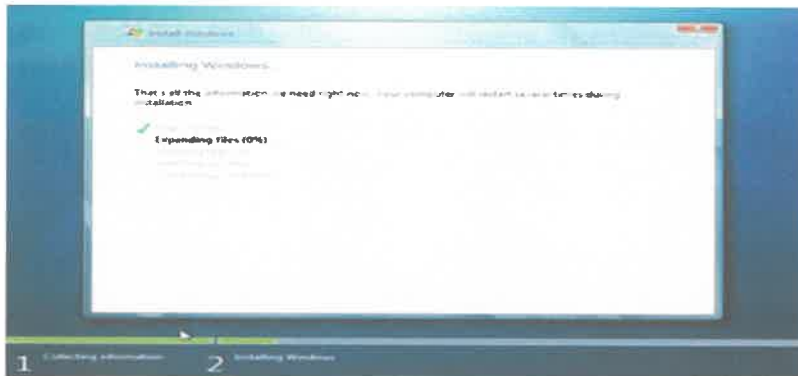 Install Windows
Installing Windows...
That's all the information we need right now. Your computer will restart several times during
installation.
Expanding files (0%)
1 Collecting information
2 Installing Windows